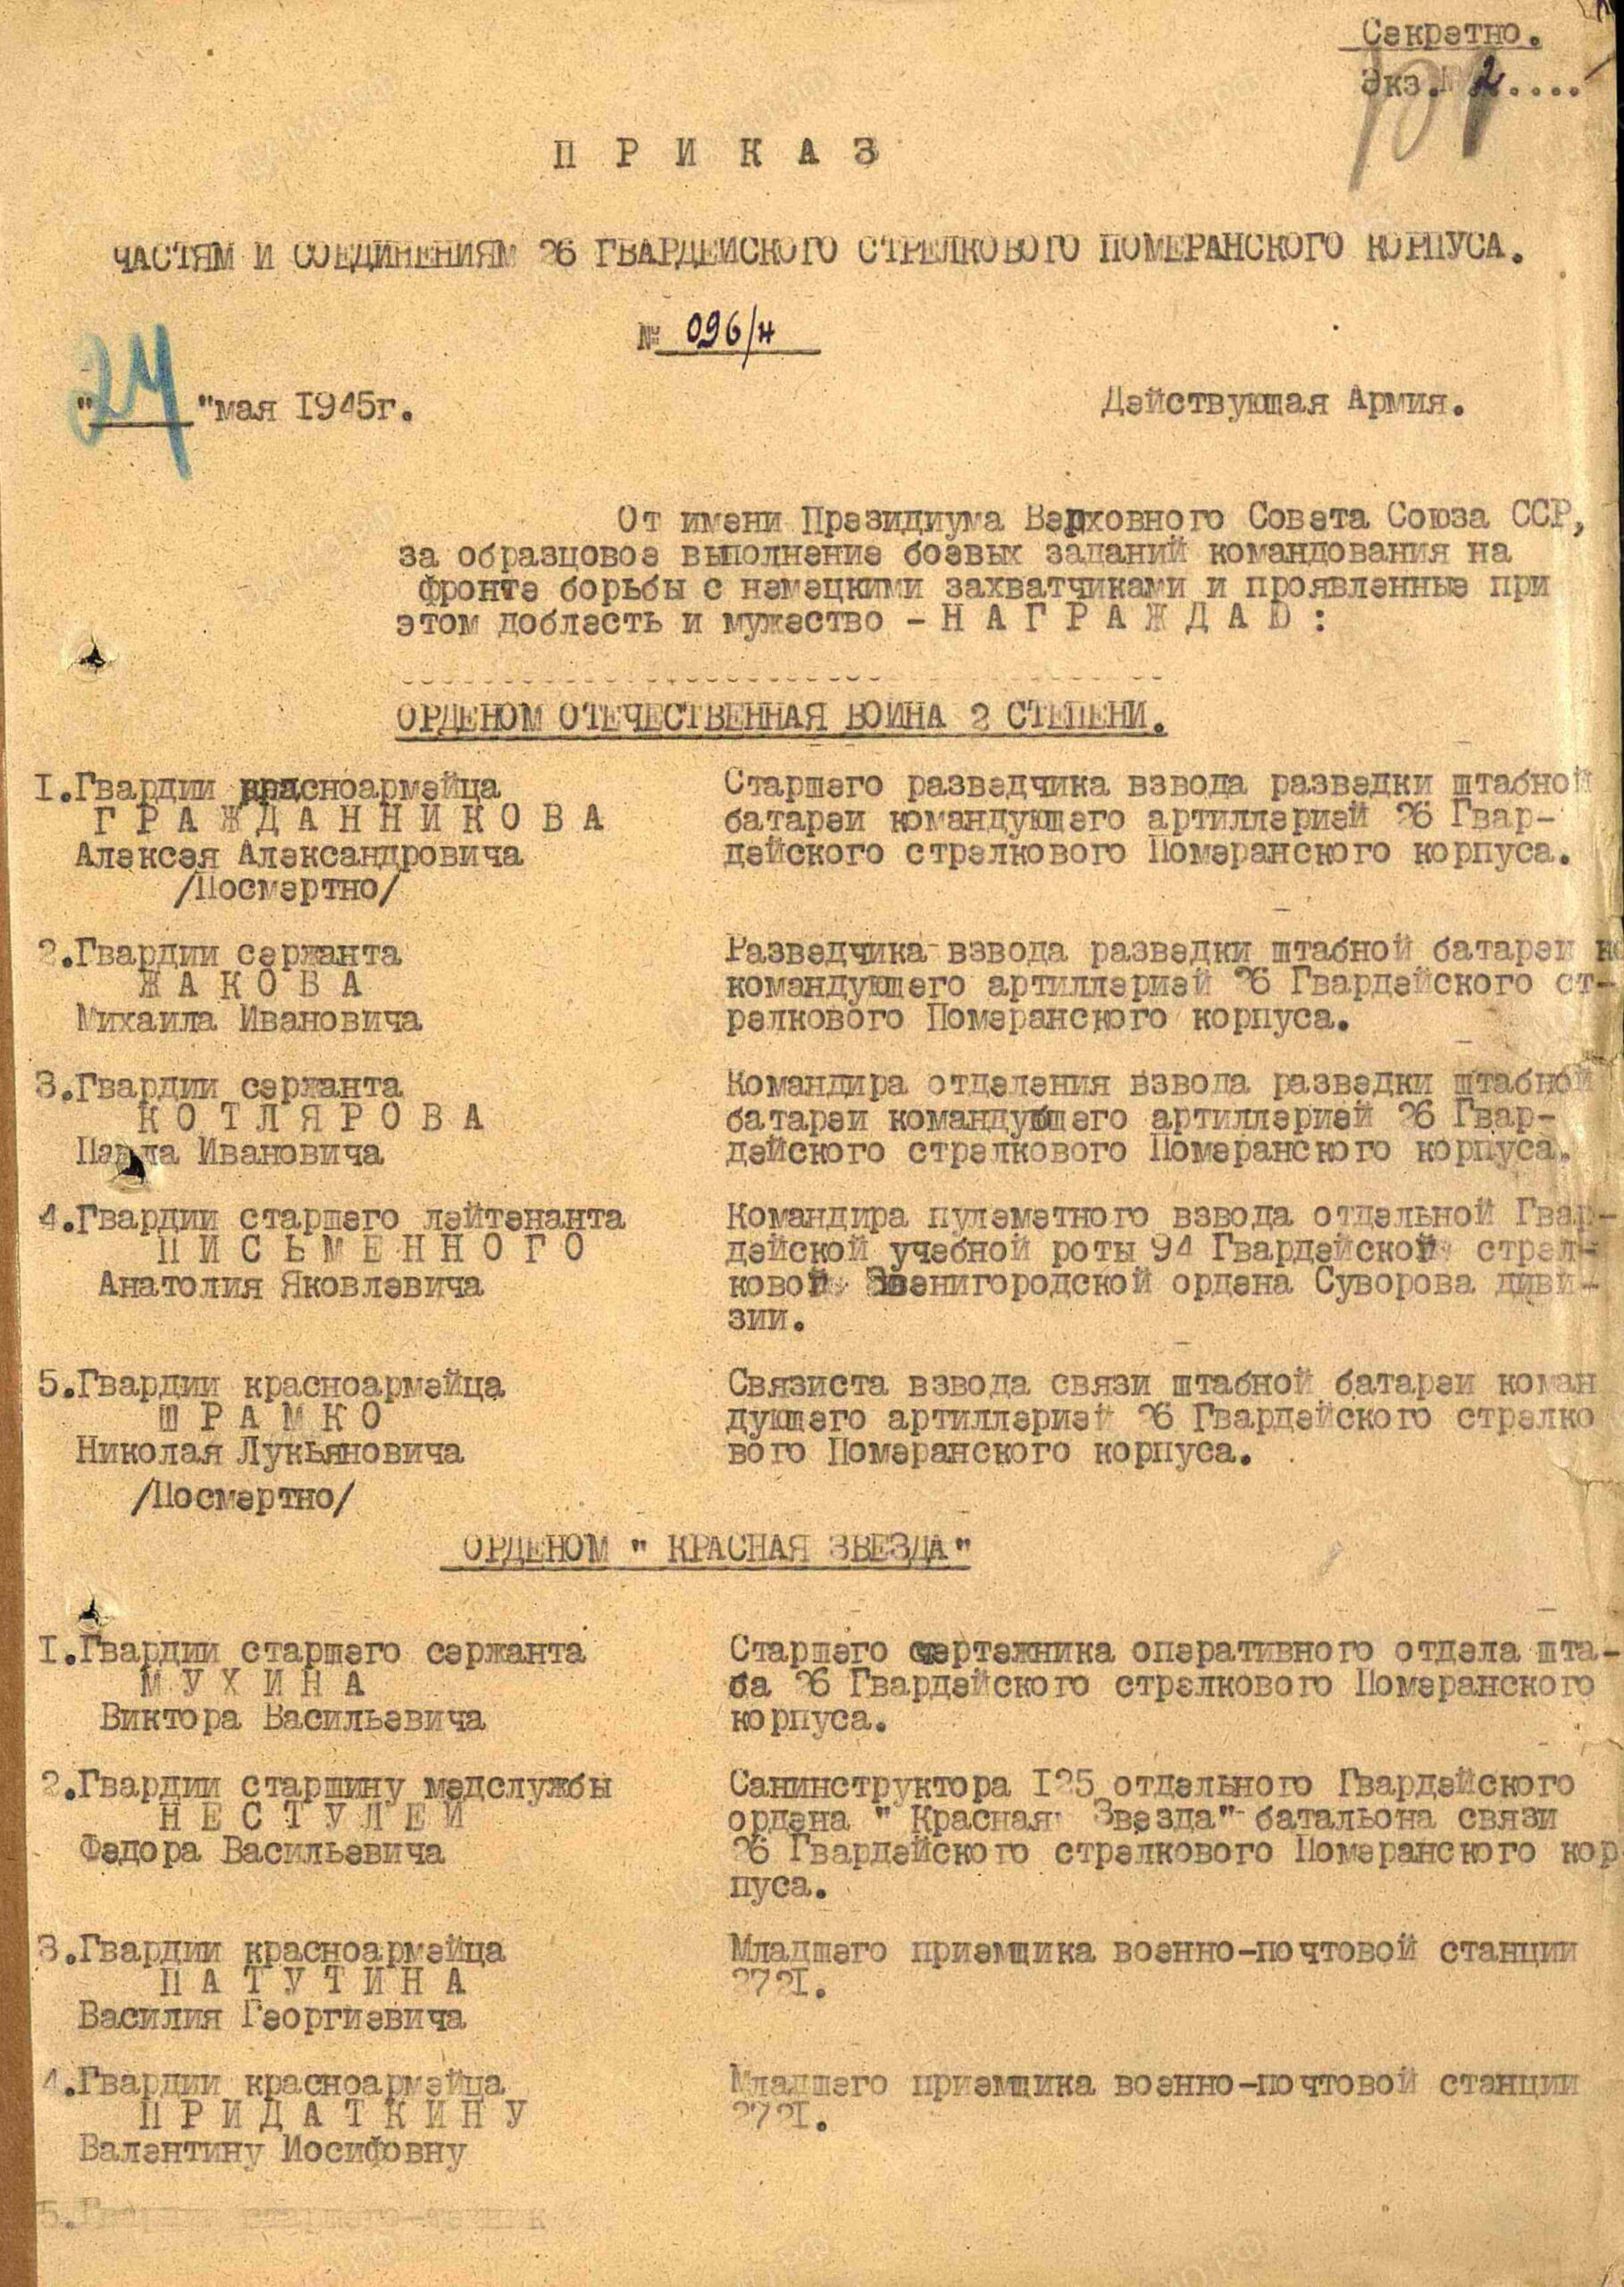 Секретно.
Экз. 2....
П Р И К А З
ЧАСТЯМ И СОЕДИНЕНИЯМ 26 ГВАРДЕЙСКОГО СТРЕЛКОВОГО ПОМЕРАНСКОГО КОРПУСА.
№ 096/н
"24"мая 1945г.
Действующая Армия.
От имени Президиума Верховного Совета Союза ССР,
за образцовое выполнение боевых заданий командования на
фронте борьбы с немецкими захватчиками и проявленные при
этом доблесть и мужество - Н А Г Р А Ж Д А Ю :
ОРДЕНОМ ОТЕЧЕСТВЕННАЯ ВОЙНА 2 СТЕПЕНИ.
I.Гвардии красноармейца
Г Р А Ж Д А Н Н И К О В А
Алексея Александровича
/Посмертно/
Старшего разведчика взвода разведки штабной
батареи командующего артиллерией 26 Гвар-
дейского стрелкового Померанского корпуса.
2.Гвардии сержанта
Ж А К О В А
Михаила Ивановича
Разведчика взвода разведки штабной батареи ко
командующего артиллерией 26 Гвардейского ст-
релкового Померанского корпуса.
3.Гвардии сержанта
К О Т Л Я Р О В А
Павла Ивановича
Командира отделения взвода разведки штабной
батареи командующего артиллерией 26 Гвар-
дейского стрелкового Померанского корпуса.
4.Гвардии старшего лейтенанта
П И С Ь М Е Н Н О Г О
Анатолия Яковлевича
Командира пулеметного взвода отдельной Гвар-
дейской учебной роты 94 Гвардейской стрел-
ковой Звенигородской ордена Суворова диви-
зии.
5.Гвардии красноармейца
Ш Р А М К О
Николая Лукьяновича
/Посмертно/
Связиста взвода связи штабной батареи коман
дующего артиллерией 26 Гвардейского стрелко
вого Померанского корпуса.
ОРДЕНОМ " КРАСНАЯ ЗВЕЗДА"
I.Гвардии старшего сержанта
М У Х И Н А
Виктора Васильевича
Старшего чертежника оперативного отдела шта-
ба 26 Гвардейского стрелкового Померанского
корпуса.
2.Гвардии старшину медслужбы
Н Е С Т У Л Е Й
Федора Васильевича
Санинструктора I25 отдельного Гвардейского
ордена " Красная Звезда" батальона связи
26 Гвардейского стрелкового Померанского кор
пуса.
3.Гвардии красноармейца
П А Т У Т И Н А
Василия Георгиевича
Младшего приемщика военно-почтовой станции
272I.
4.Гвардии красноармейца
П Р И Д А Т К И Н У
Валентину Иосифовну
Младшего приемщика военно-почтовой станции
272I.
5.Гвардии старшего